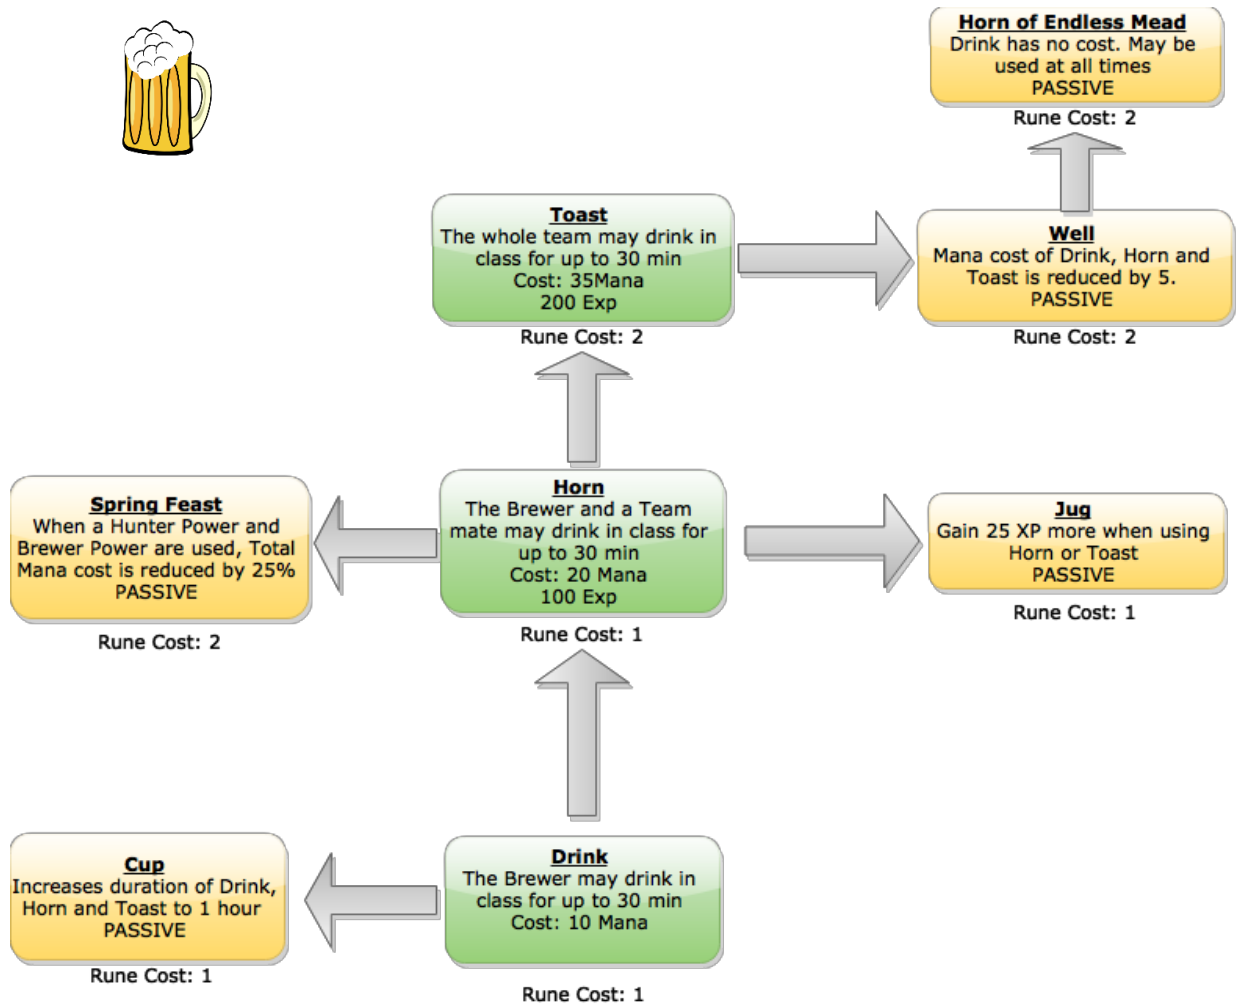 Horn of Endless Mead
Drink has no cost. May be
used at all times
PASSIVE
Rune Cost: 2
Toast
The whole team may drink in
class for up to 30 min
Cost: 35Mana
200 Exp
Rune Cost: 2
Well
Mana cost of Drink, Horn and
Toast is reduced by 5.
PASSIVE
Rune Cost: 2
Spring Feast
When a Hunter Power and
Brewer Power are used, Total
Mana cost is reduced by 25%
PASSIVE
Rune Cost: 2
Horn
The Brewer and a Team
mate may drink in class for
up to 30 min
Cost: 20 Mana
100 Exp
Rune Cost: 1
Jug
Gain 25 XP more when using
Horn or Toast
PASSIVE
Rune Cost: 1
Cup
Increases duration of Drink,
Horn and Toast to 1 hour
PASSIVE
Rune Cost: 1
Drink
The Brewer may drink in
class for up to 30 min
Cost: 10 Mana
Rune Cost: 1